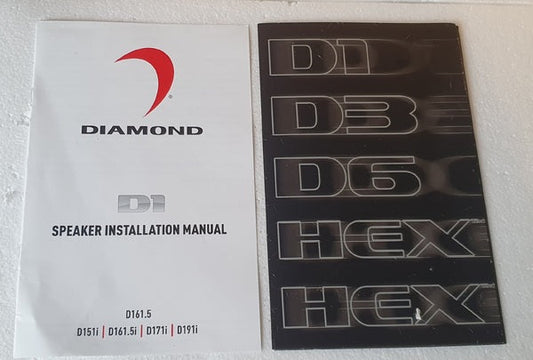 DIAMOND
D1
SPEAKER INSTALLATION MANUAL
D161.5
D151i | D161.5i | D171i | D191i
D1
D3
D6
HEX
HEX